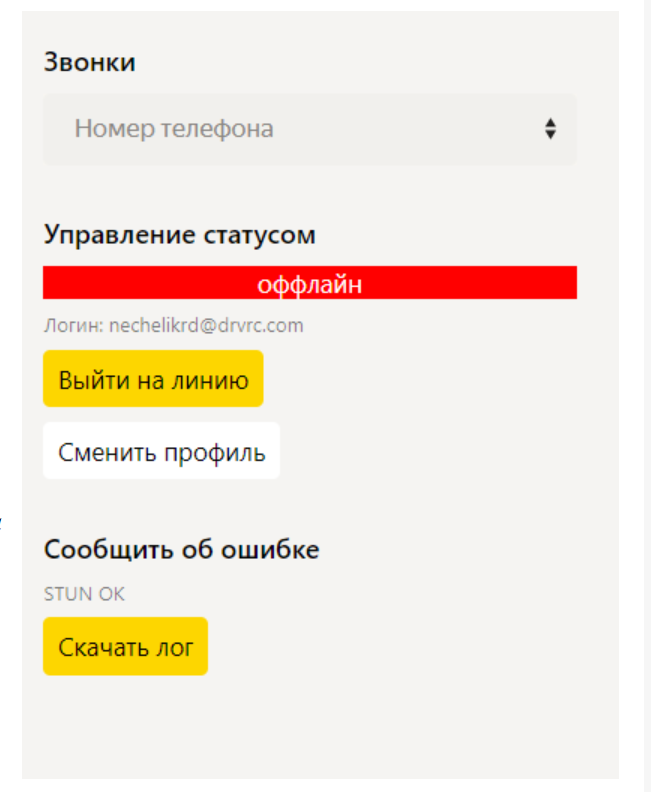 Звонки
Номер телефона
Управление статусом
оффлайн
Логин: nechelikrd@drvrc.com
Выйти на линию
Сменить профиль
Сообщить об ошибке
STUN OK
Скачать лог